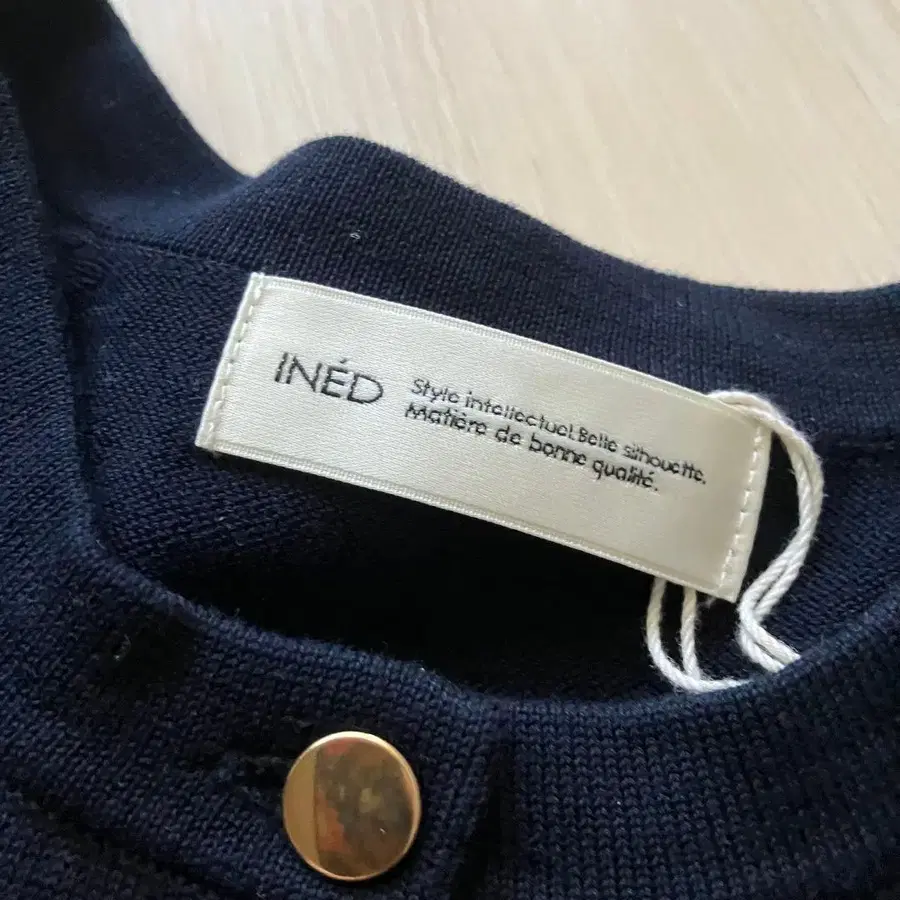 INÉD
Style intellectuel. Belle silhouette.
Matière de bonne qualité.